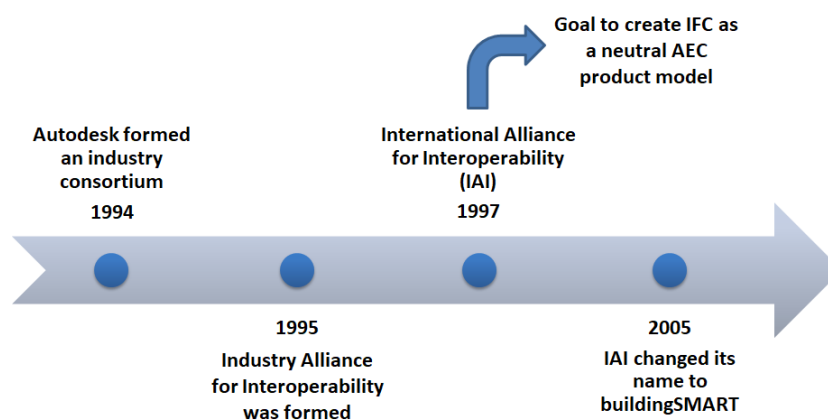 Goal to create IFC as
a neutral AEC
product model
Autodesk formed
an industry
consortium
1994
International Alliance
for Interoperability
(IAI)
1997
1995
Industry Alliance
for Interoperability
was formed
2005
IAI changed its
name to
buildingSMART